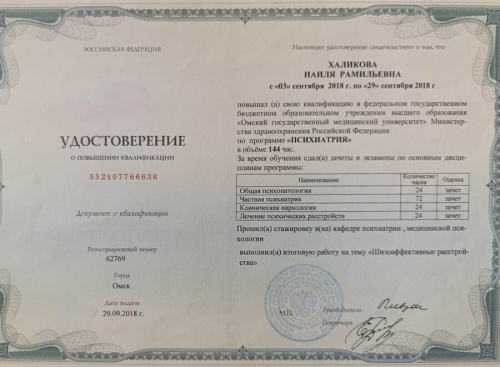 РОССИЙСКАЯ ФЕДЕРАЦИЯ
УДОСТОВЕРЕНИЕ
О ПОВЫШЕНИИ КВАЛИФИКАЦИИ
552407766636
Документ о квалификации
Регистрационный номер
62769
Город
Омск
Дата выдачи
29.09.2018 г.
Настоящее удостоверение свидетельствует о том, что
ХАЛИКОВА
НАИЛЯ РАМИЛЬЕВНА
с «03» сентября 2018 г. по «29» сентября 2018 г
повышал (а) свою квалификацию в федеральном государственном
бюджетном образовательном учреждении высшего образования
«Омский государственный медицинский университет» Министер-
ства здравоохранения Российской Федерации
по программе «ПСИХИАТРИЯ»
в объёме 144 час.
За время обучения сдал(а) зачеты и экзамены по основным дисци-
плинам программы:
Наименование Количество часов Оценка
Общая психопатология 24 зачет
Частная психиатрия 72 зачет
Клиническая наркология 24 зачет
Лечение психических расстройств 24 зачет
Прошел(а) стажировку в(на) кафедре психиатрии , медицинской пси-
хологии
выполнил(а) итоговую работу на тему «Шизоаффективные расстрой-
ства»
Руководитель
М.П.
Секретарь